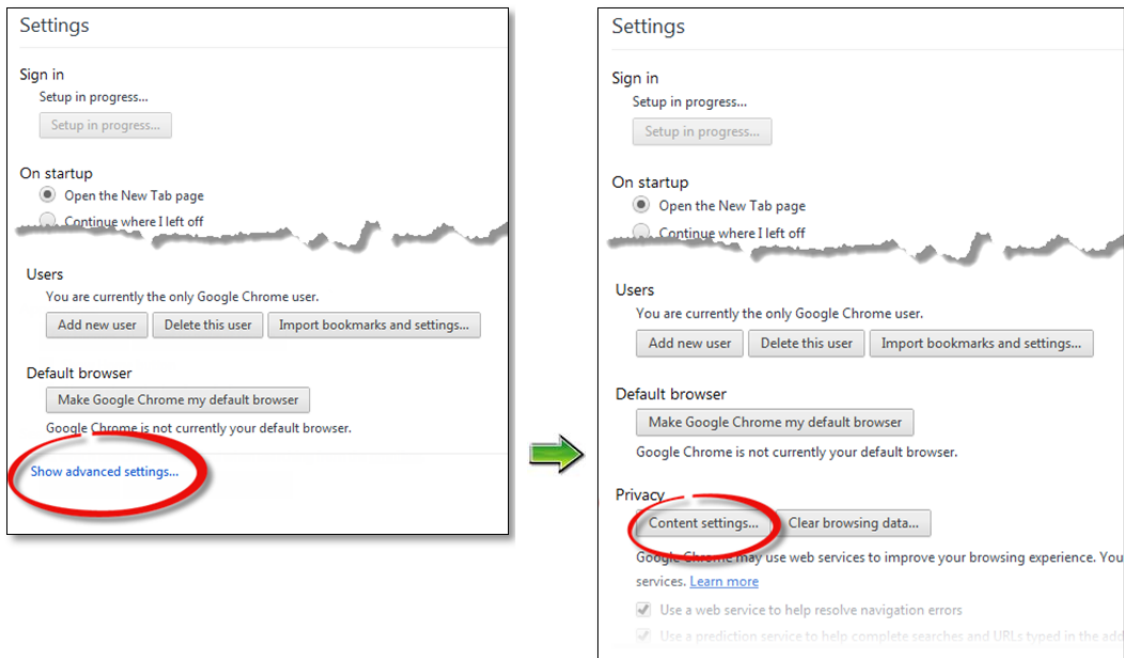 Settings
Sign in
Setup in progress...
Setup in progress...
On startup
Open the New Tab page
Continue where I left off
Users
You are currently the only Google Chrome user.
Add new user Delete this user Import bookmarks and settings...
Default browser
Make Google Chrome my default browser
Google Chrome is not currently your default browser.
Show advanced settings...
Settings
Sign in
Setup in progress...
Setup in progress...
On startup
Open the New Tab page
Continue where I left off
Users
You are currently the only Google Chrome user.
Add new user Delete this user Import bookmarks and settings...
Default browser
Make Google Chrome my default browser
Google Chrome is not currently your default browser.
Privacy
Content settings... Clear browsing data...
Google Chrome may use web services to improve your browsing experience. You
services. Learn more
Use a web service to help resolve navigation errors
Use a prediction service to help complete searches and URLs typed in the add